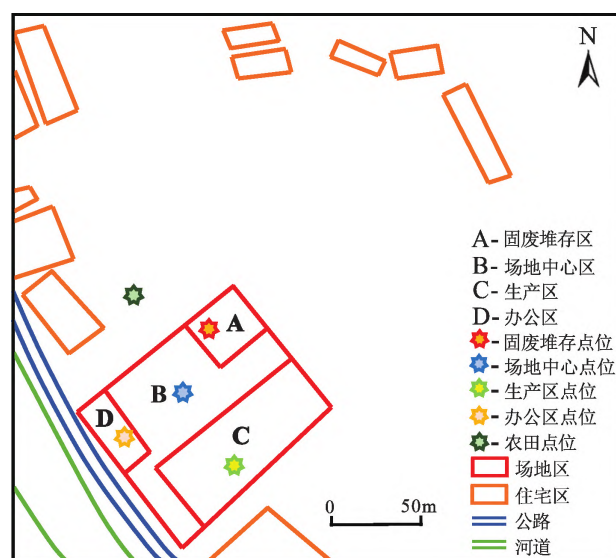 N
A- 固废堆存区
B- 场地中心区
C- 生产区
D- 办公区
-固废堆存点位
-场地中心点位
-生产区点位
-办公区点位
-农田点位
场地区
住宅区
公路
河道
A
B
D
C
0 50m